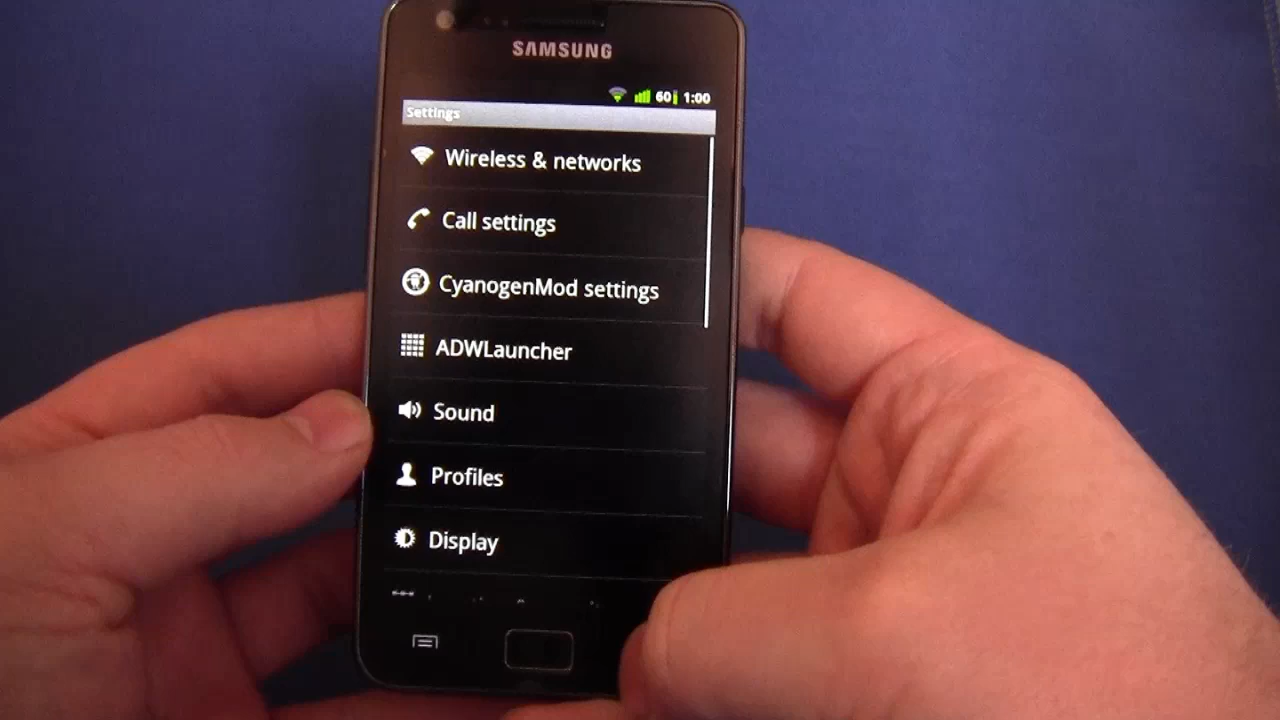 SAMSUNG
60 1:00
Settings
Wireless & networks
Call settings
CyanogenMod settings
ADWLauncher
Sound
Profiles
Display